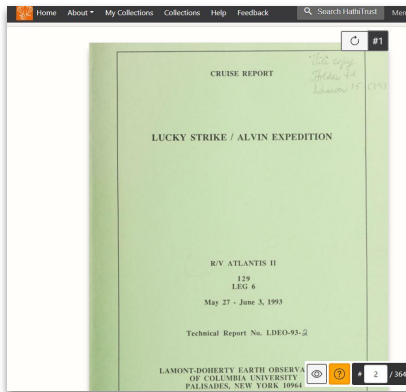 Home About My Collections Collections Help Feedback Search HathiTrust Men
#1
CRUISE REPORT
LUCKY STRIKE / ALVIN EXPEDITION
R/V ATLANTIS II
129
LEG 6
May 27 - June 3, 1993
Technical Report No. LDEO-93-2
LAMONT-DOHERTY EARTH OBSERVA
OF COLUMBIA UNIVERSITY
PALISADES, NEW YORK 10964
? # 2 / 364